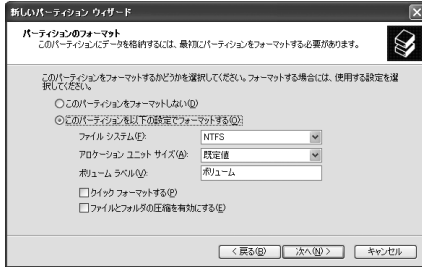 新しいパーティション ウィザード
パーティションのフォーマット
このパーティションにデータを格納するには、最初にパーティションをフォーマットする必要があります。
このパーティションをフォーマットするかどうかを選択してください。フォーマットする場合には、使用する設定を選
択してください。
このパーティションをフォーマットしない(D)
このパーティションを以下の設定でフォーマットする(O):
ファイル システム(F): NTFS
アロケーション ユニット サイズ(A): 既定値
ボリューム ラベル(V): ボリューム
クイック フォーマットする(P)
ファイルとフォルダの圧縮を有効にする(E)
< 戻る(B) 次へ(N) > キャンセル